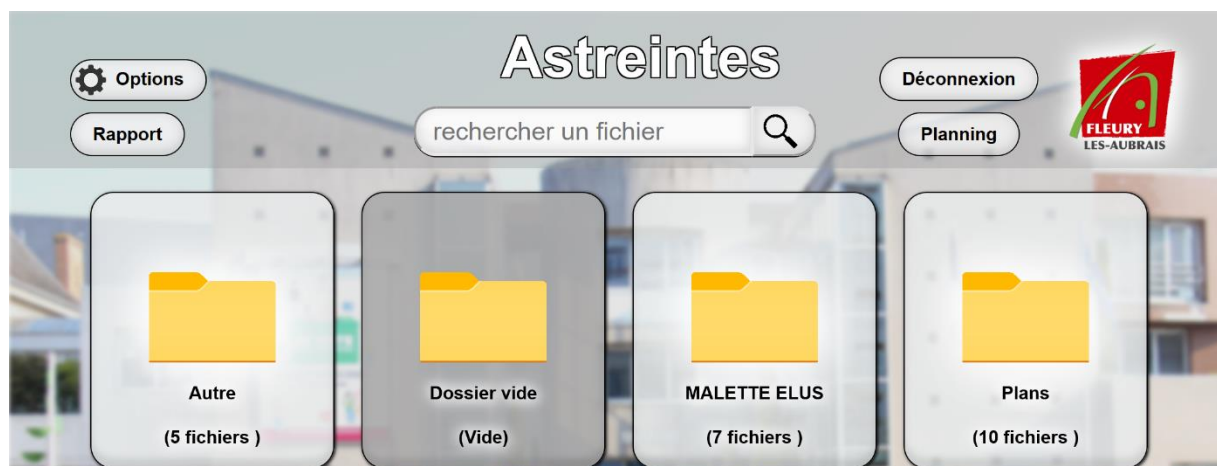 Astreintes
Options
Déconnexion
Rapport
rechercher un fichier
Planning
FLEURY
LES-AUBRAIS
Autre
(5 fichiers )
Dossier vide
(Vide)
MALETTE ELUS
(7 fichiers )
Plans
(10 fichiers )